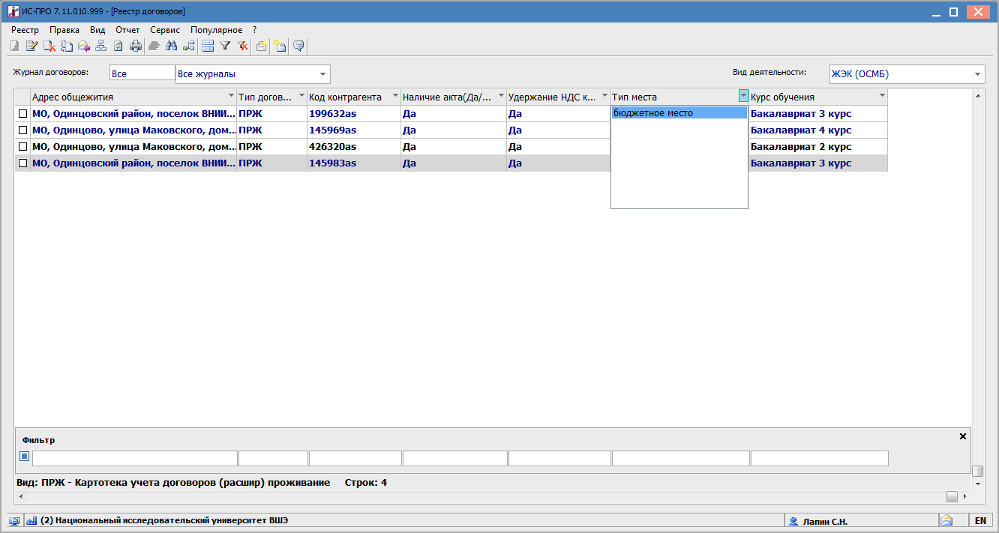 ИС-ПРО 7.11.010.999 - [Реестр договоров]
Реестр Правка Вид Отчет Сервис Популярное ?
Журнал договоров: Все Все журналы Вид деятельности: ЖЭК (ОСМБ)
Адрес общежития Тип догов... Код контрагента Наличие акта(Да/... Удержание НДС к... Тип места Курс обучения
МО, Одинцовский район, поселок ВНИИ... ПРЖ 199632as Да Да бюджетное место Бакалавриат 3 курс
МО, Одинцово, улица Маковского, дом... ПРЖ 145969as Да Да Бакалавриат 4 курс
МО, Одинцово, улица Маковского, дом... ПРЖ 426320as Да Да Бакалавриат 2 курс
МО, Одинцовский район, поселок ВНИИ... ПРЖ 145983as Да Да Бакалавриат 3 курс
Фильтр
Вид: ПРЖ - Картотека учета договоров (расшир) проживание Строк: 4
(2) Национальный исследовательский университет ВШЭ Лапин С.Н. EN